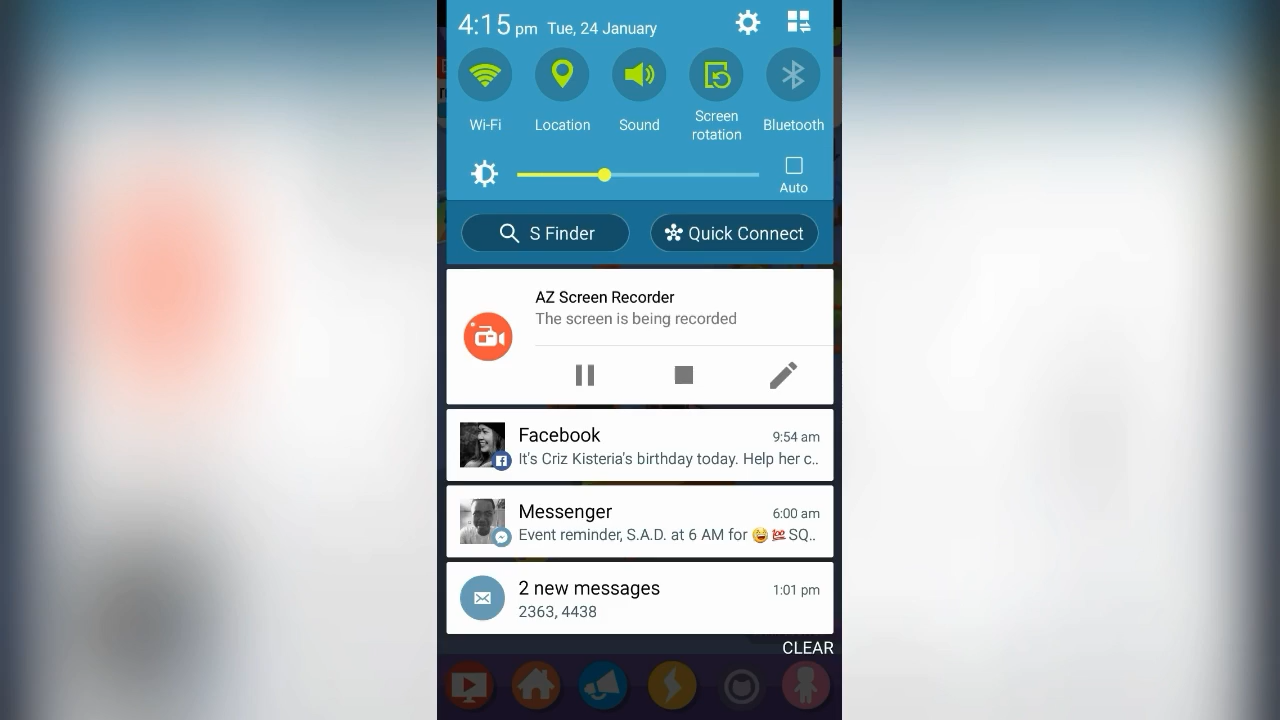 4:15 pm Tue, 24 January
Wi-Fi
Location
Sound
Screen rotation
Bluetooth
Auto
S Finder
Quick Connect
AZ Screen Recorder
The screen is being recorded
Facebook 9:54 am
It's Criz Kisteria's birthday today. Help her c..
Messenger 6:00 am
Event reminder, S.A.D. at 6 AM for 😂 💯 SQ..
2 new messages 1:01 pm
2363, 4438
CLEAR